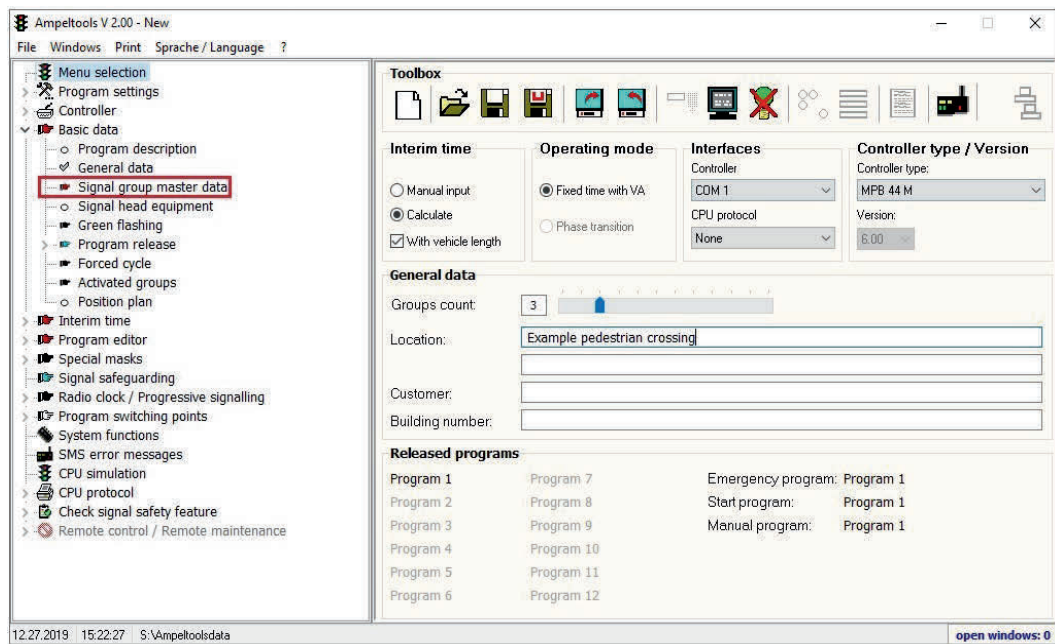 Ampeltools V 2.00 - New
File Windows Print Sprache / Language ?
Menu selection
Program settings
Controller
Basic data
Program description
General data
Signal group master data
Signal head equipment
Green flashing
Program release
Forced cycle
Activated groups
Position plan
Interim time
Program editor
Special masks
Signal safeguarding
Radio clock / Progressive signalling
Program switching points
System functions
SMS error messages
CPU simulation
CPU protocol
Check signal safety feature
Remote control / Remote maintenance
Toolbox
Interim time
Manual input
Calculate
With vehicle length
Operating mode
Fixed time with VA
Phase transition
Interfaces
Controller
COM 1
CPU protocol
None
Controller type / Version
Controller type:
MPB 44 M
Version:
6.00
General data
Groups count: 3
Location: Example pedestrian crossing
Customer:
Building number:
Released programs
Program 1 Program 7 Emergency program: Program 1
Program 2 Program 8 Start program: Program 1
Program 3 Program 9 Manual program: Program 1
Program 4 Program 10
Program 5 Program 11
Program 6 Program 12
12.27.2019 15:22:27 S:\Ampeltoolsdata open windows: 0